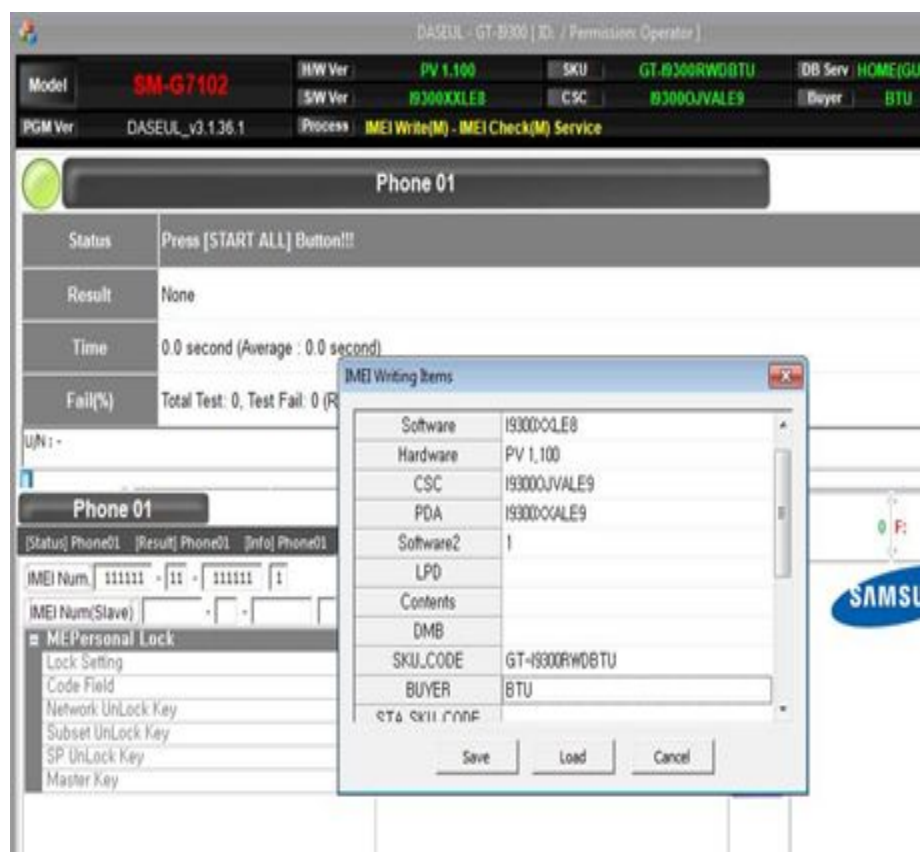 DASEUL - GT-I9300 [ ID: / Permission: Operator ]
Model SM-G7102 H/W Ver PV 1.100 SKU GT-I9300RWDBTU DB Serv HOME(GU
S/W Ver I9300XXLE8 CSC I9300OJVALE9 Buyer BTU
PGM Ver DASEUL_v3.1.36.1 Process IMEI Write(M) - IMEI Check(M) Service
Phone 01
Status Press [START ALL] Button!!!
Result None
Time 0.0 second (Average : 0.0 second)
Fail(%) Total Test: 0, Test Fail: 0 (R
U/N : -
IMEI Writing Items
Software I9300XXLE8
Hardware PV 1,100
CSC I9300OJVALE9
PDA I9300XXALE9
Software2 1
LPD
Contents
DMB
SKU_CODE GT-I9300RWDBTU
BUYER BTU
STA_SKU_CODE
Save Load Cancel
Phone 01
[Status] Phone01 [Result] Phone01 [Info] Phone01
IMEI Num. 111111 - 11 - 111111 1
IMEI Num(Slave) - -
MEPersonal Lock
Lock Setting
Code Field
Network UnLock Key
Subset UnLock Key
SP UnLock Key
Master Key
0 F:
SAMSU